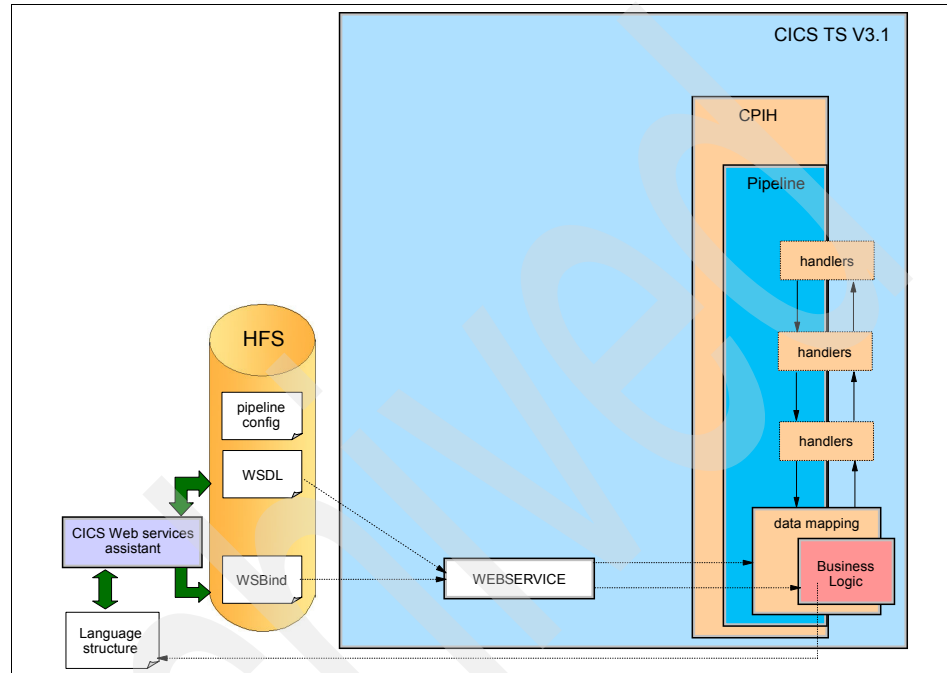 CICS TS V3.1
CPIH
Pipeline
handlers
handlers
handlers
data mapping
Business
Logic
HFS
pipeline
config
WSDL
WSBind
CICS Web services
assistant
Language
structure
WEBSERVICE